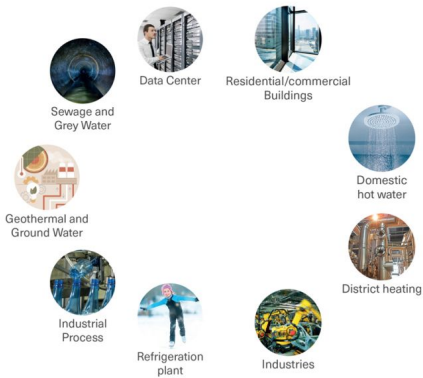 Data Center
Residential/commercial
Buildings
Sewage and
Grey Water
Domestic
hot water
Geothermal and
Ground Water
District heating
Industrial
Process
Refrigeration
plant
Industries